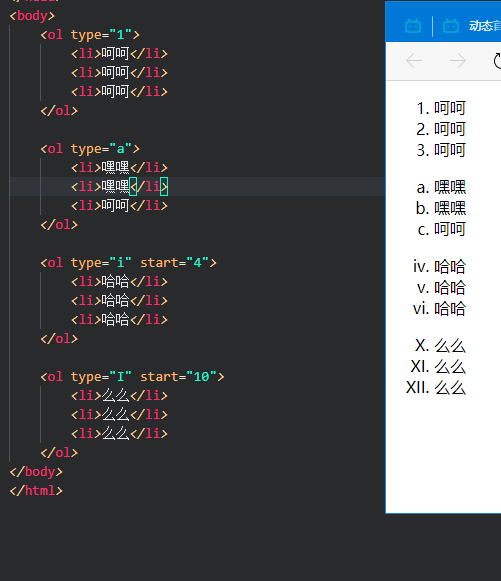 <body>
<ol type="1">
<li>呵呵</li>
<li>呵呵</li>
<li>呵呵</li>
</ol>
<ol type="a">
<li>嘿嘿</li>
<li>嘿嘿</li>
<li>呵呵</li>
</ol>
<ol type="i" start="4">
<li>哈哈</li>
<li>哈哈</li>
<li>哈哈</li>
</ol>
<ol type="I" start="10">
<li>么么</li>
<li>么么</li>
<li>么么</li>
</ol>
</body>
</html>
动态
1. 呵呵
2. 呵呵
3. 呵呵
a. 嘿嘿
b. 嘿嘿
c. 呵呵
iv. 哈哈
v. 哈哈
vi. 哈哈
X. 么么
XI. 么么
XII. 么么